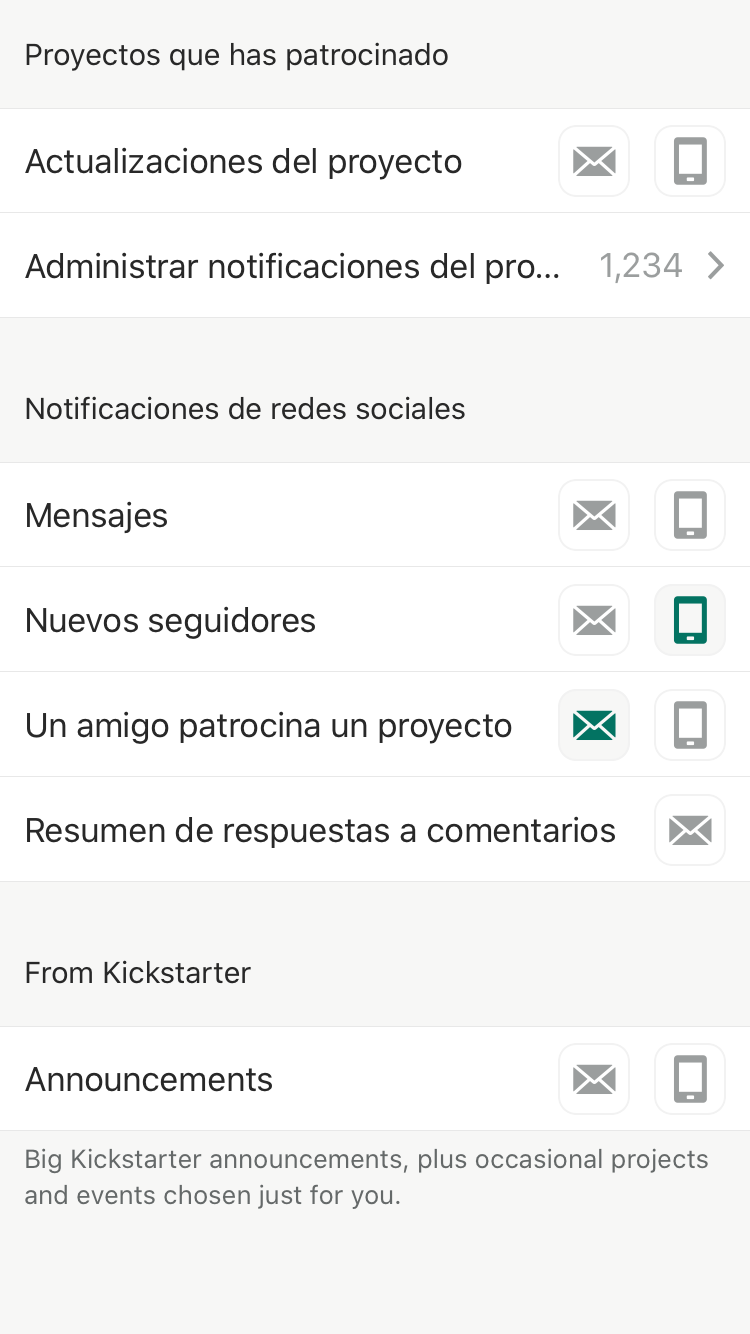 Proyectos que has patrocinado
Actualizaciones del proyecto
Administrar notificaciones del pro... 1,234
Notificaciones de redes sociales
Mensajes
Nuevos seguidores
Un amigo patrocina un proyecto
Resumen de respuestas a comentarios
From Kickstarter
Announcements
Big Kickstarter announcements, plus occasional projects
and events chosen just for you.